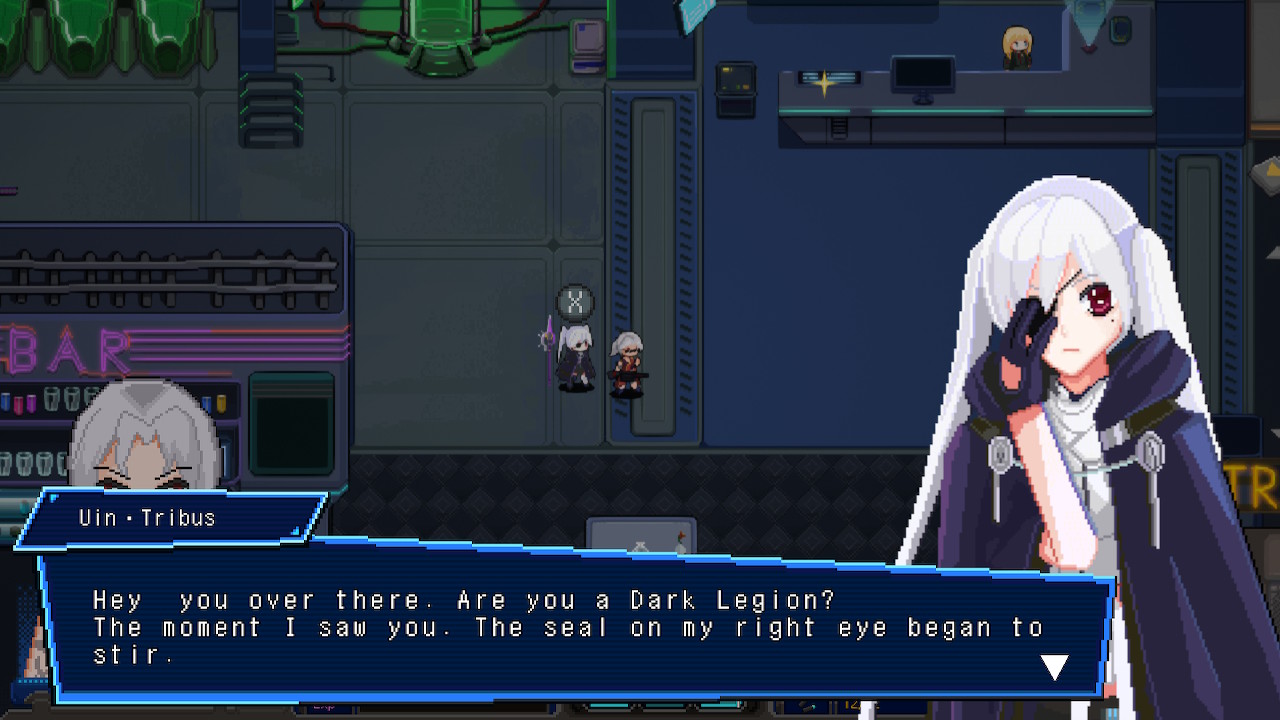 X
BAR
TR
Uin・Tribus
Hey  you over there. Are you a Dark Legion?
The moment I saw you. The seal on my right eye began to
stir.